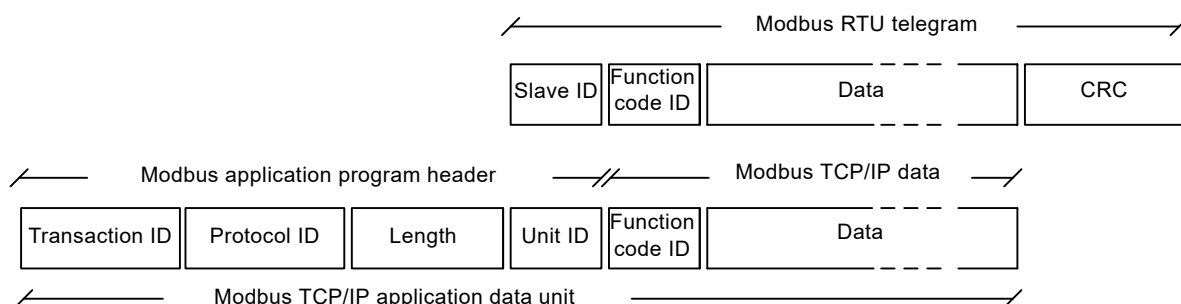 Modbus RTU telegram
Slave ID
Function
code ID
Data
CRC
Modbus application program header
Modbus TCP/IP data
Transaction ID
Protocol ID
Length
Unit ID
Function
code ID
Data
Modbus TCP/IP application data unit